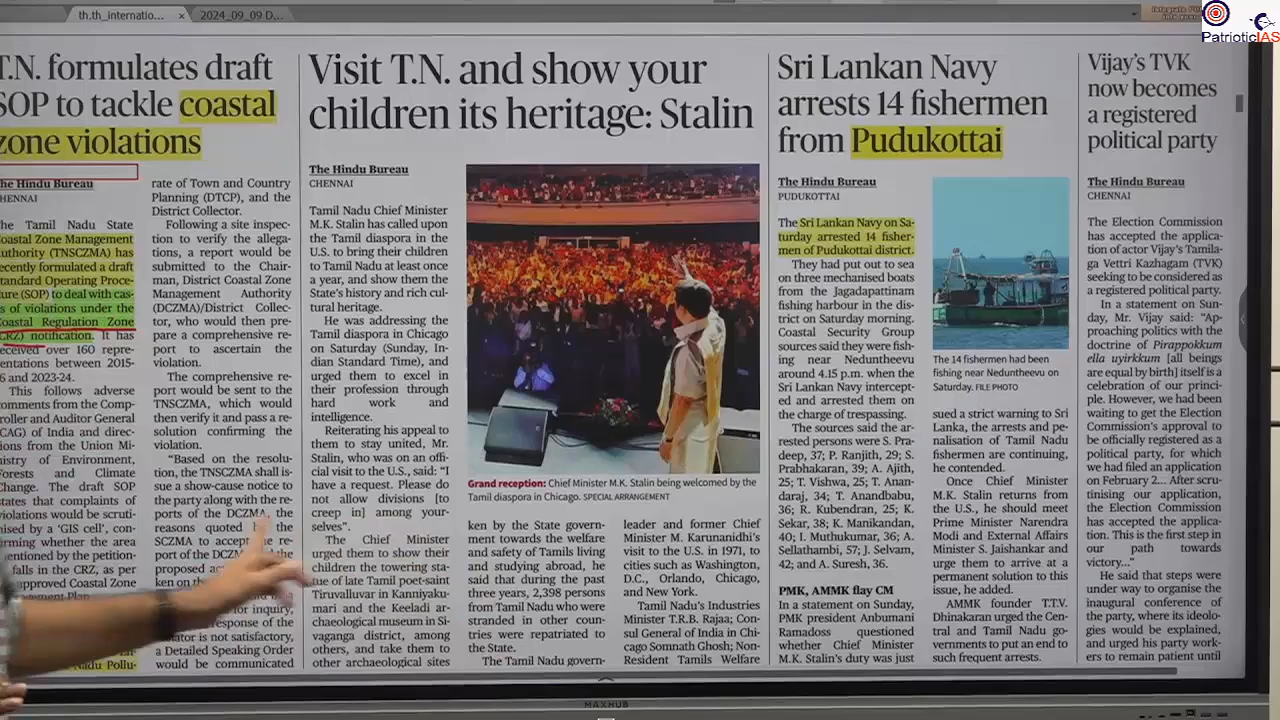 th.th_internatio...
2024_09_09 D...
PatrioticIAS
T.N. formulates draft
SOP to tackle coastal
zone violations
The Hindu Bureau
CHENNAI
The Tamil Nadu State
Coastal Zone Management
Authority (TNSCZMA) has
recently formulated a draft
Standard Operating Proce-
dure (SOP) to deal with cas-
es of violations under the
Coastal Regulation Zone
(CRZ) notification. It has
received over 160 repre-
sentations between 2015-
16 and 2023-24.
This follows adverse
comments from the Comp-
troller and Auditor General
(CAG) of India and direc-
tions from the Union Mi-
nistry of Environment,
Forests and Climate
Change. The draft SOP
states that complaints of
violations would be scruti-
nised by a 'GIS cell', con-
firming whether the area
mentioned by the petition-
falls in the CRZ, as per
approved Coastal Zone
Nadu Pollu-
rate of Town and Country
Planning (DTCP), and the
District Collector.
Following a site inspec-
tion to verify the allega-
tions, a report would be
submitted to the Chair-
man, District Coastal Zone
Management Authority
(DCZMA)/District Collec-
tor, who would then pre-
pare a comprehensive re-
port to ascertain the
violation.
The comprehensive re-
port would be sent to the
TNSCZMA, which would
then verify it and pass a re-
solution confirming the
violation.
"Based on the resolu-
tion, the TNSCZMA shall is-
sue a show-cause notice to
the party along with the re-
ports of the DCZMA, the
reasons quoted the
SCZMA to accept re-
port of the DCZM the
proposed
ken on the
for inquiry,
response of the
is not satisfactory,
a Detailed Speaking Order
would be communicated
Visit T.N. and show your
children its heritage: Stalin
The Hindu Bureau
CHENNAI
Tamil Nadu Chief Minister
M.K. Stalin has called upon
the Tamil diaspora in the
U.S. to bring their children
to Tamil Nadu at least once
a year, and show them the
State's history and rich cul-
tural heritage.
He was addressing the
Tamil diaspora in Chicago
on Saturday (Sunday, In-
dian Standard Time), and
urged them to excel in
their profession through
hard work and
intelligence.
Reiterating his appeal to
them to stay united, Mr.
Stalin, who was on an offi-
cial visit to the U.S., said: "I
have a request. Please do
not allow divisions [to
creep in] among your-
selves".
The Chief Minister
urged them to show their
children the towering sta-
tue of late Tamil poet-saint
Tiruvalluvar in Kanniyaku-
mari and the Keeladi ar-
chaeological museum in Si-
vaganga district, among
others, and take them to
other archaeological sites
Grand reception: Chief Minister M.K. Stalin being welcomed by the
Tamil diaspora in Chicago. SPECIAL ARRANGEMENT
ken by the State govern-
ment towards the welfare
and safety of Tamils living
and studying abroad, he
said that during the past
three years, 2,398 persons
from Tamil Nadu who were
stranded in other coun-
tries were repatriated to
the State.
The Tamil Nadu govern-
leader and former Chief
Minister M. Karunanidhi's
visit to the U.S. in 1971, to
cities such as Washington,
D.C., Orlando, Chicago,
and New York.
Tamil Nadu's Industries
Minister T.R.B. Rajaa; Con-
sul General of India in Chi-
cago Somnath Ghosh; Non-
Resident Tamils Welfare
Sri Lankan Navy
arrests 14 fishermen
from Pudukottai
The Hindu Bureau
PUDUKOTTAI
The Sri Lankan Navy on Sa-
turday arrested 14 fisher-
men of Pudukottai district.
They had put out to sea
on three mechanised boats
from the Jagadapattinam
fishing harbour in the dis-
trict on Saturday morning.
Coastal Security Group
sources said they were fish-
ing near Neduntheevu
around 4.15 p.m. when the
Sri Lankan Navy intercept-
ed and arrested them on
the charge of trespassing.
The sources said the ar-
rested persons were S. Pra-
deep, 37; P. Ranjith, 29; S.
Prabhakaran, 39; A. Ajith,
25; T. Vishwa, 25; T. Anan-
daraj, 34; T. Anandbabu,
36; R. Kubendran, 25; K.
Sekar, 38; K. Manikandan,
40; I. Muthukumar, 36; A.
Sellathambi, 57; J. Selvam,
42; and A. Suresh, 36.
PMK, AMMK flay CM
In a statement on Sunday,
PMK president Anbumani
Ramadoss questioned
whether Chief Minister
M.K. Stalin's duty was just
The 14 fishermen had been
fishing near Neduntheevu on
Saturday. FILE PHOTO
sued a strict warning to Sri
Lanka, the arrests and pe-
nalisation of Tamil Nadu
fishermen are continuing,
he contended.
Once Chief Minister
M.K. Stalin returns from
the U.S., he should meet
Prime Minister Narendra
Modi and External Affairs
Minister S. Jaishankar and
urge them to arrive at a
permanent solution to this
issue, he added.
AMMK founder T.T.V.
Dhinakaran urged the Cen-
tral and Tamil Nadu go-
vernments to put an end to
such frequent arrests.
Vijay's TVK
now becomes
a registered
political party
The Hindu Bureau
CHENNAI
The Election Commission
has accepted the applica-
tion of actor Vijay's Tamila-
ga Vettri Kazhagam (TVK)
seeking to be considered as
a registered political party.
In a statement on Sun-
day, Mr. Vijay said: "Ap-
proaching politics with the
doctrine of Pirappokkum
ella uyirkkum [all beings
are equal by birth] itself is a
celebration of our princi-
ple. However, we had been
waiting to get the Election
Commission's approval to
be officially registered as a
political party, for which
we had filed an application
on February 2... After scru-
tinising our application,
the Election Commission
has accepted the applica-
tion. This is the first step in
our path towards
victory..."
He said that steps were
under way to organise the
inaugural conference of
the party, where its ideolo-
gies would be explained,
and urged his party work-
ers to remain patient until
MAXHUB